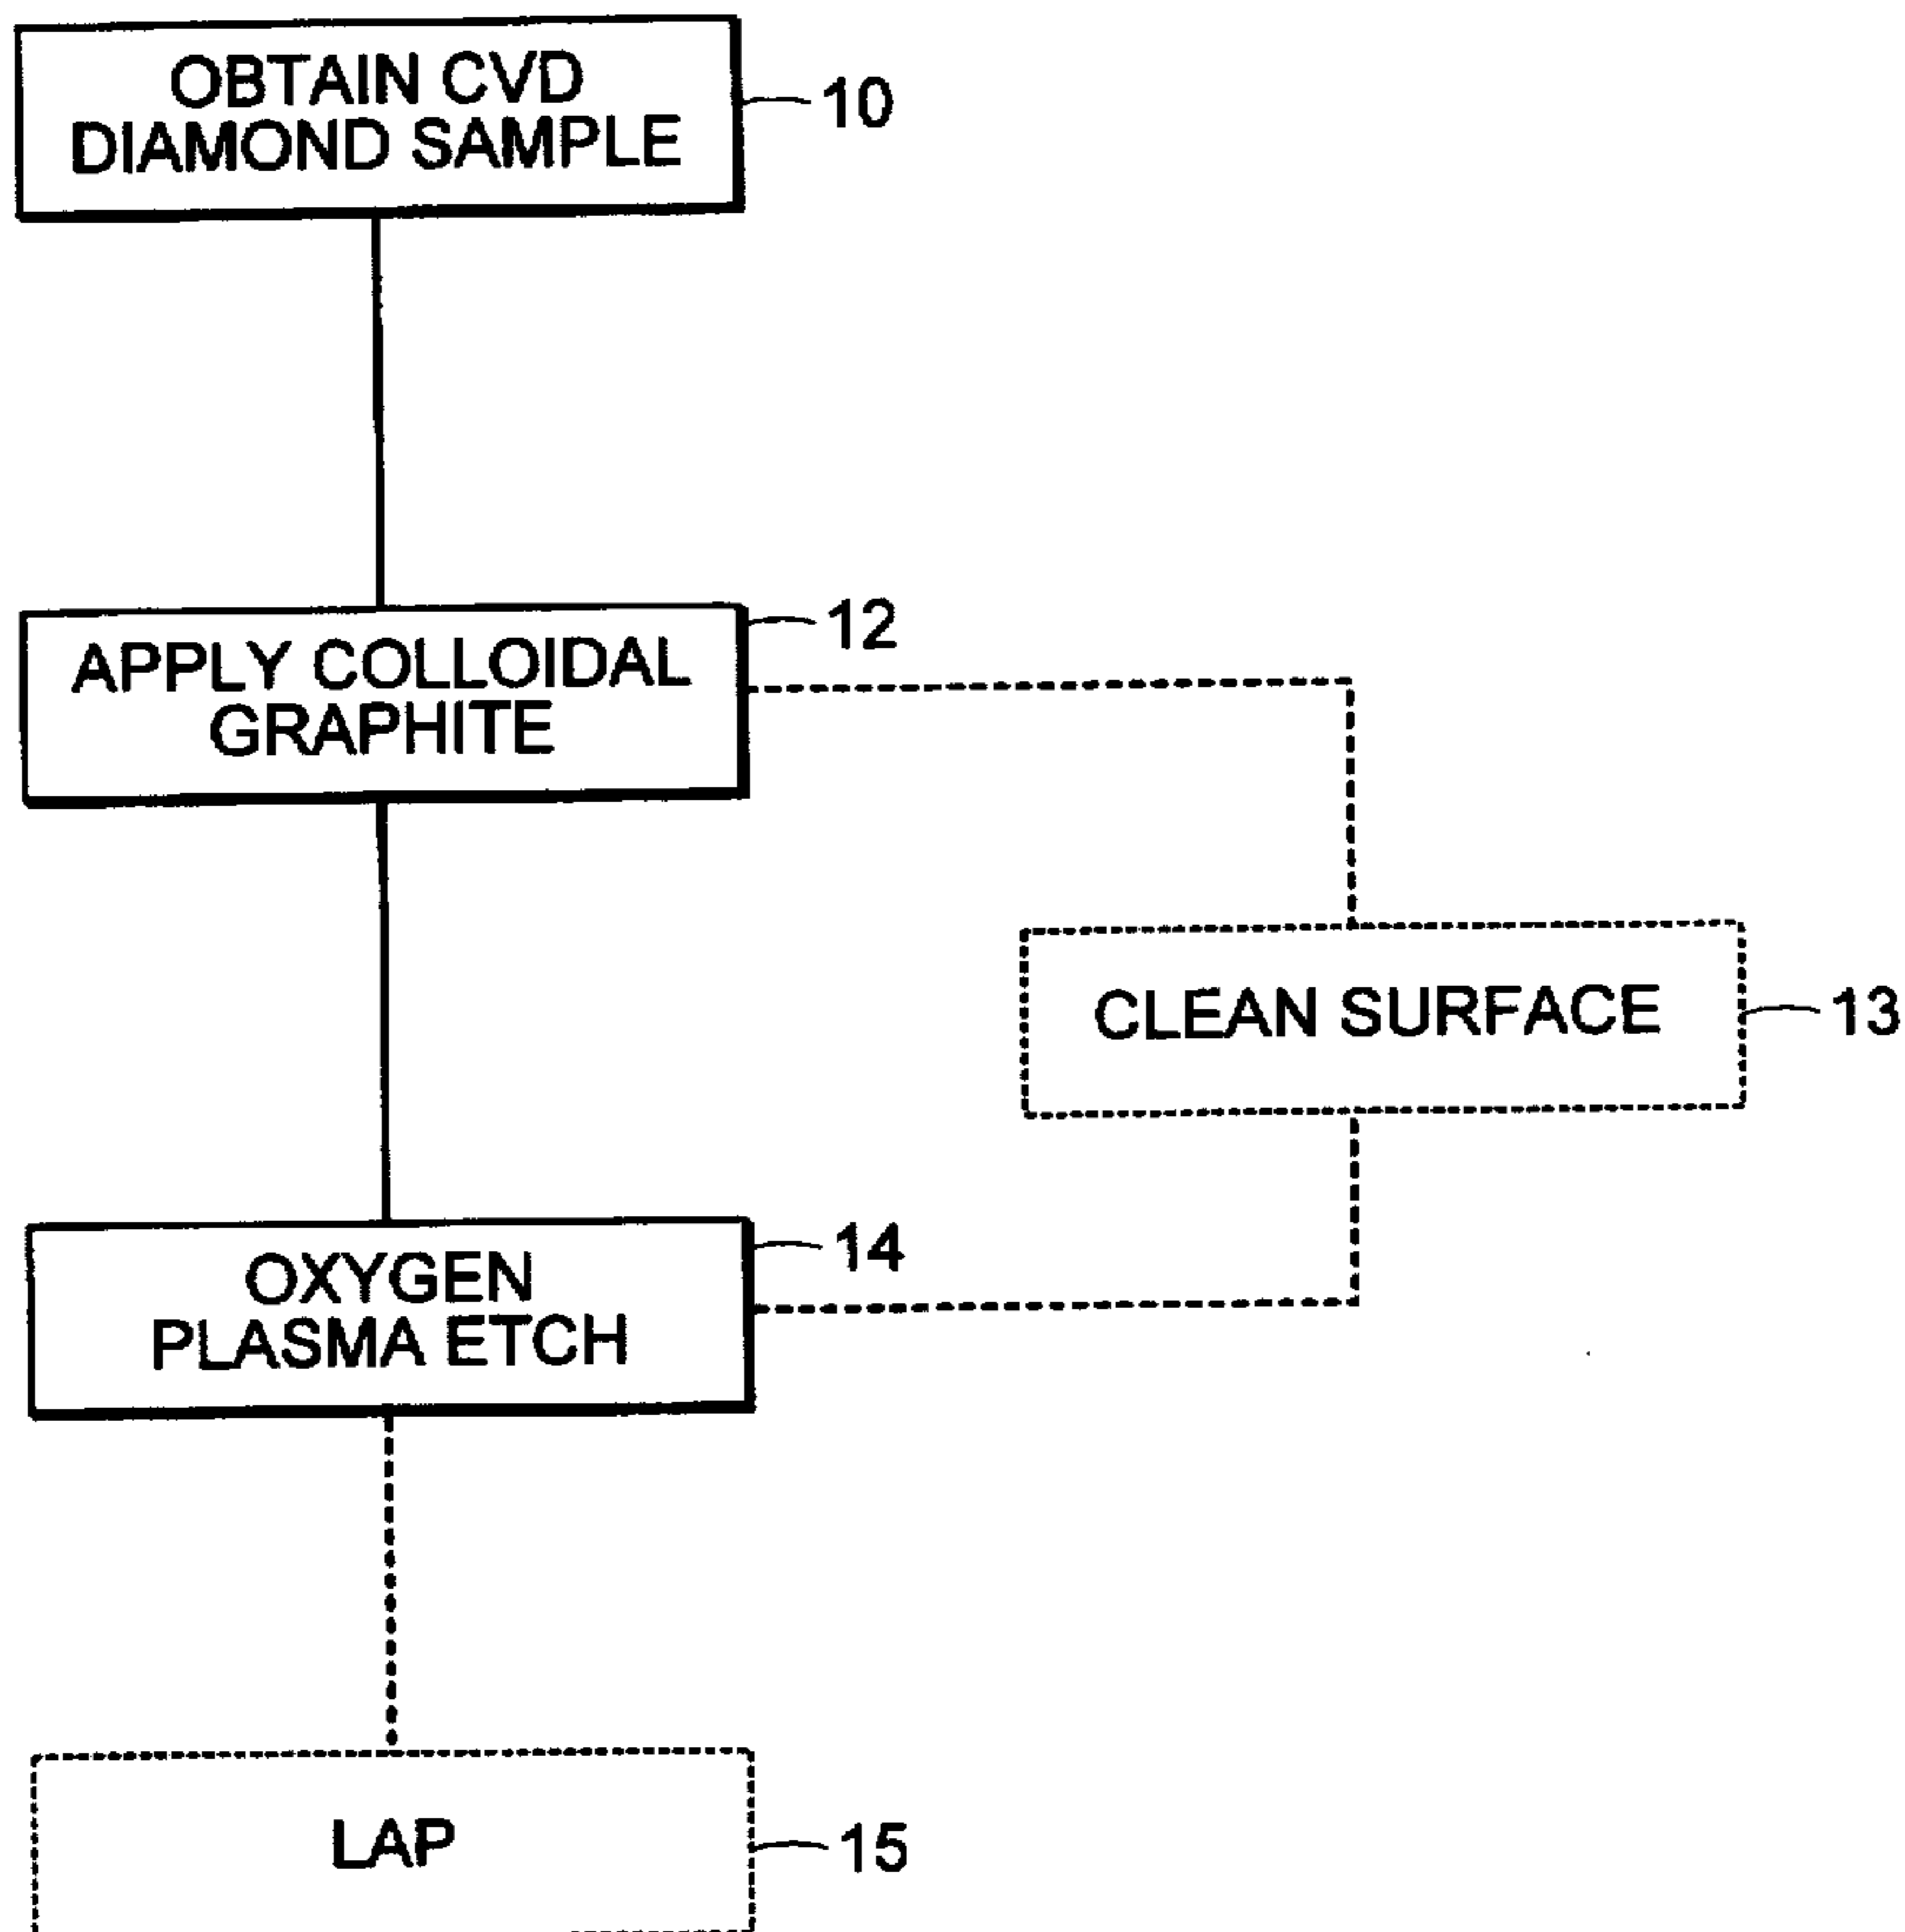 OBTAIN CVD
DIAMOND SAMPLE
10
APPLY COLLOIDAL
GRAPHITE
12
CLEAN SURFACE
13
OXYGEN
PLASMA ETCH
14
LAP
15